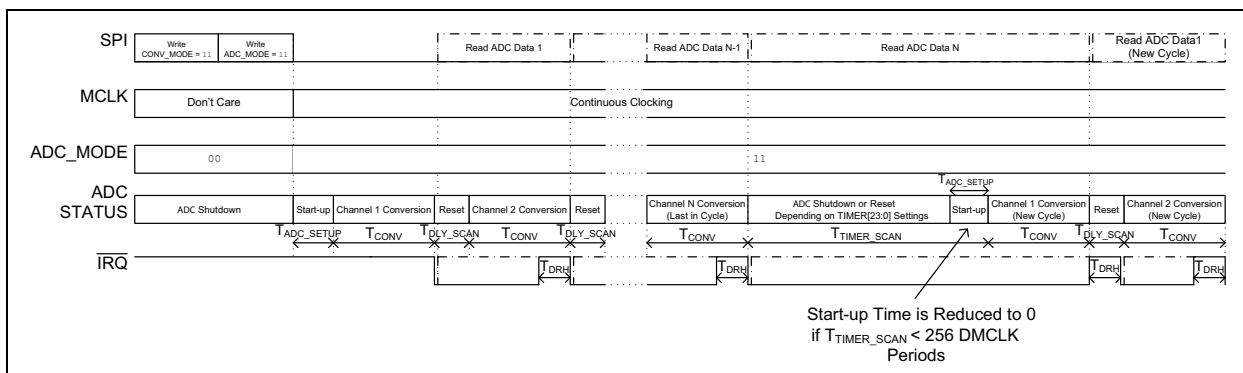 SPI
Write
CONV_MODE = 11
Write
ADC_MODE = 11
Read ADC Data 1
Read ADC Data N-1
Read ADC Data N
Read ADC Data1
(New Cycle)
MCLK
Don't Care
Continuous Clocking
ADC_MODE
00
11
ADC
STATUS
ADC Shutdown
Start-up
Channel 1 Conversion
Reset
Channel 2 Conversion
Reset
Channel N Conversion
(Last in Cycle)
ADC Shutdown or Reset
Depending on TIMER[23:0] Settings
TADC_SETUP
Start-up
Channel 1 Conversion
(New Cycle)
Reset
Channel 2 Conversion
(New Cycle)
TADC_SETUP
TCONV
TDLY_SCAN
TCONV
TDLY_SCAN
TCONV
TTIMER_SCAN
TCONV
TDLY_SCAN
TCONV
IRQ
TDRH
TDRH
TDRH
TDRH
Start-up Time is Reduced to 0
if TTIMER_SCAN < 256 DMCLK
Periods